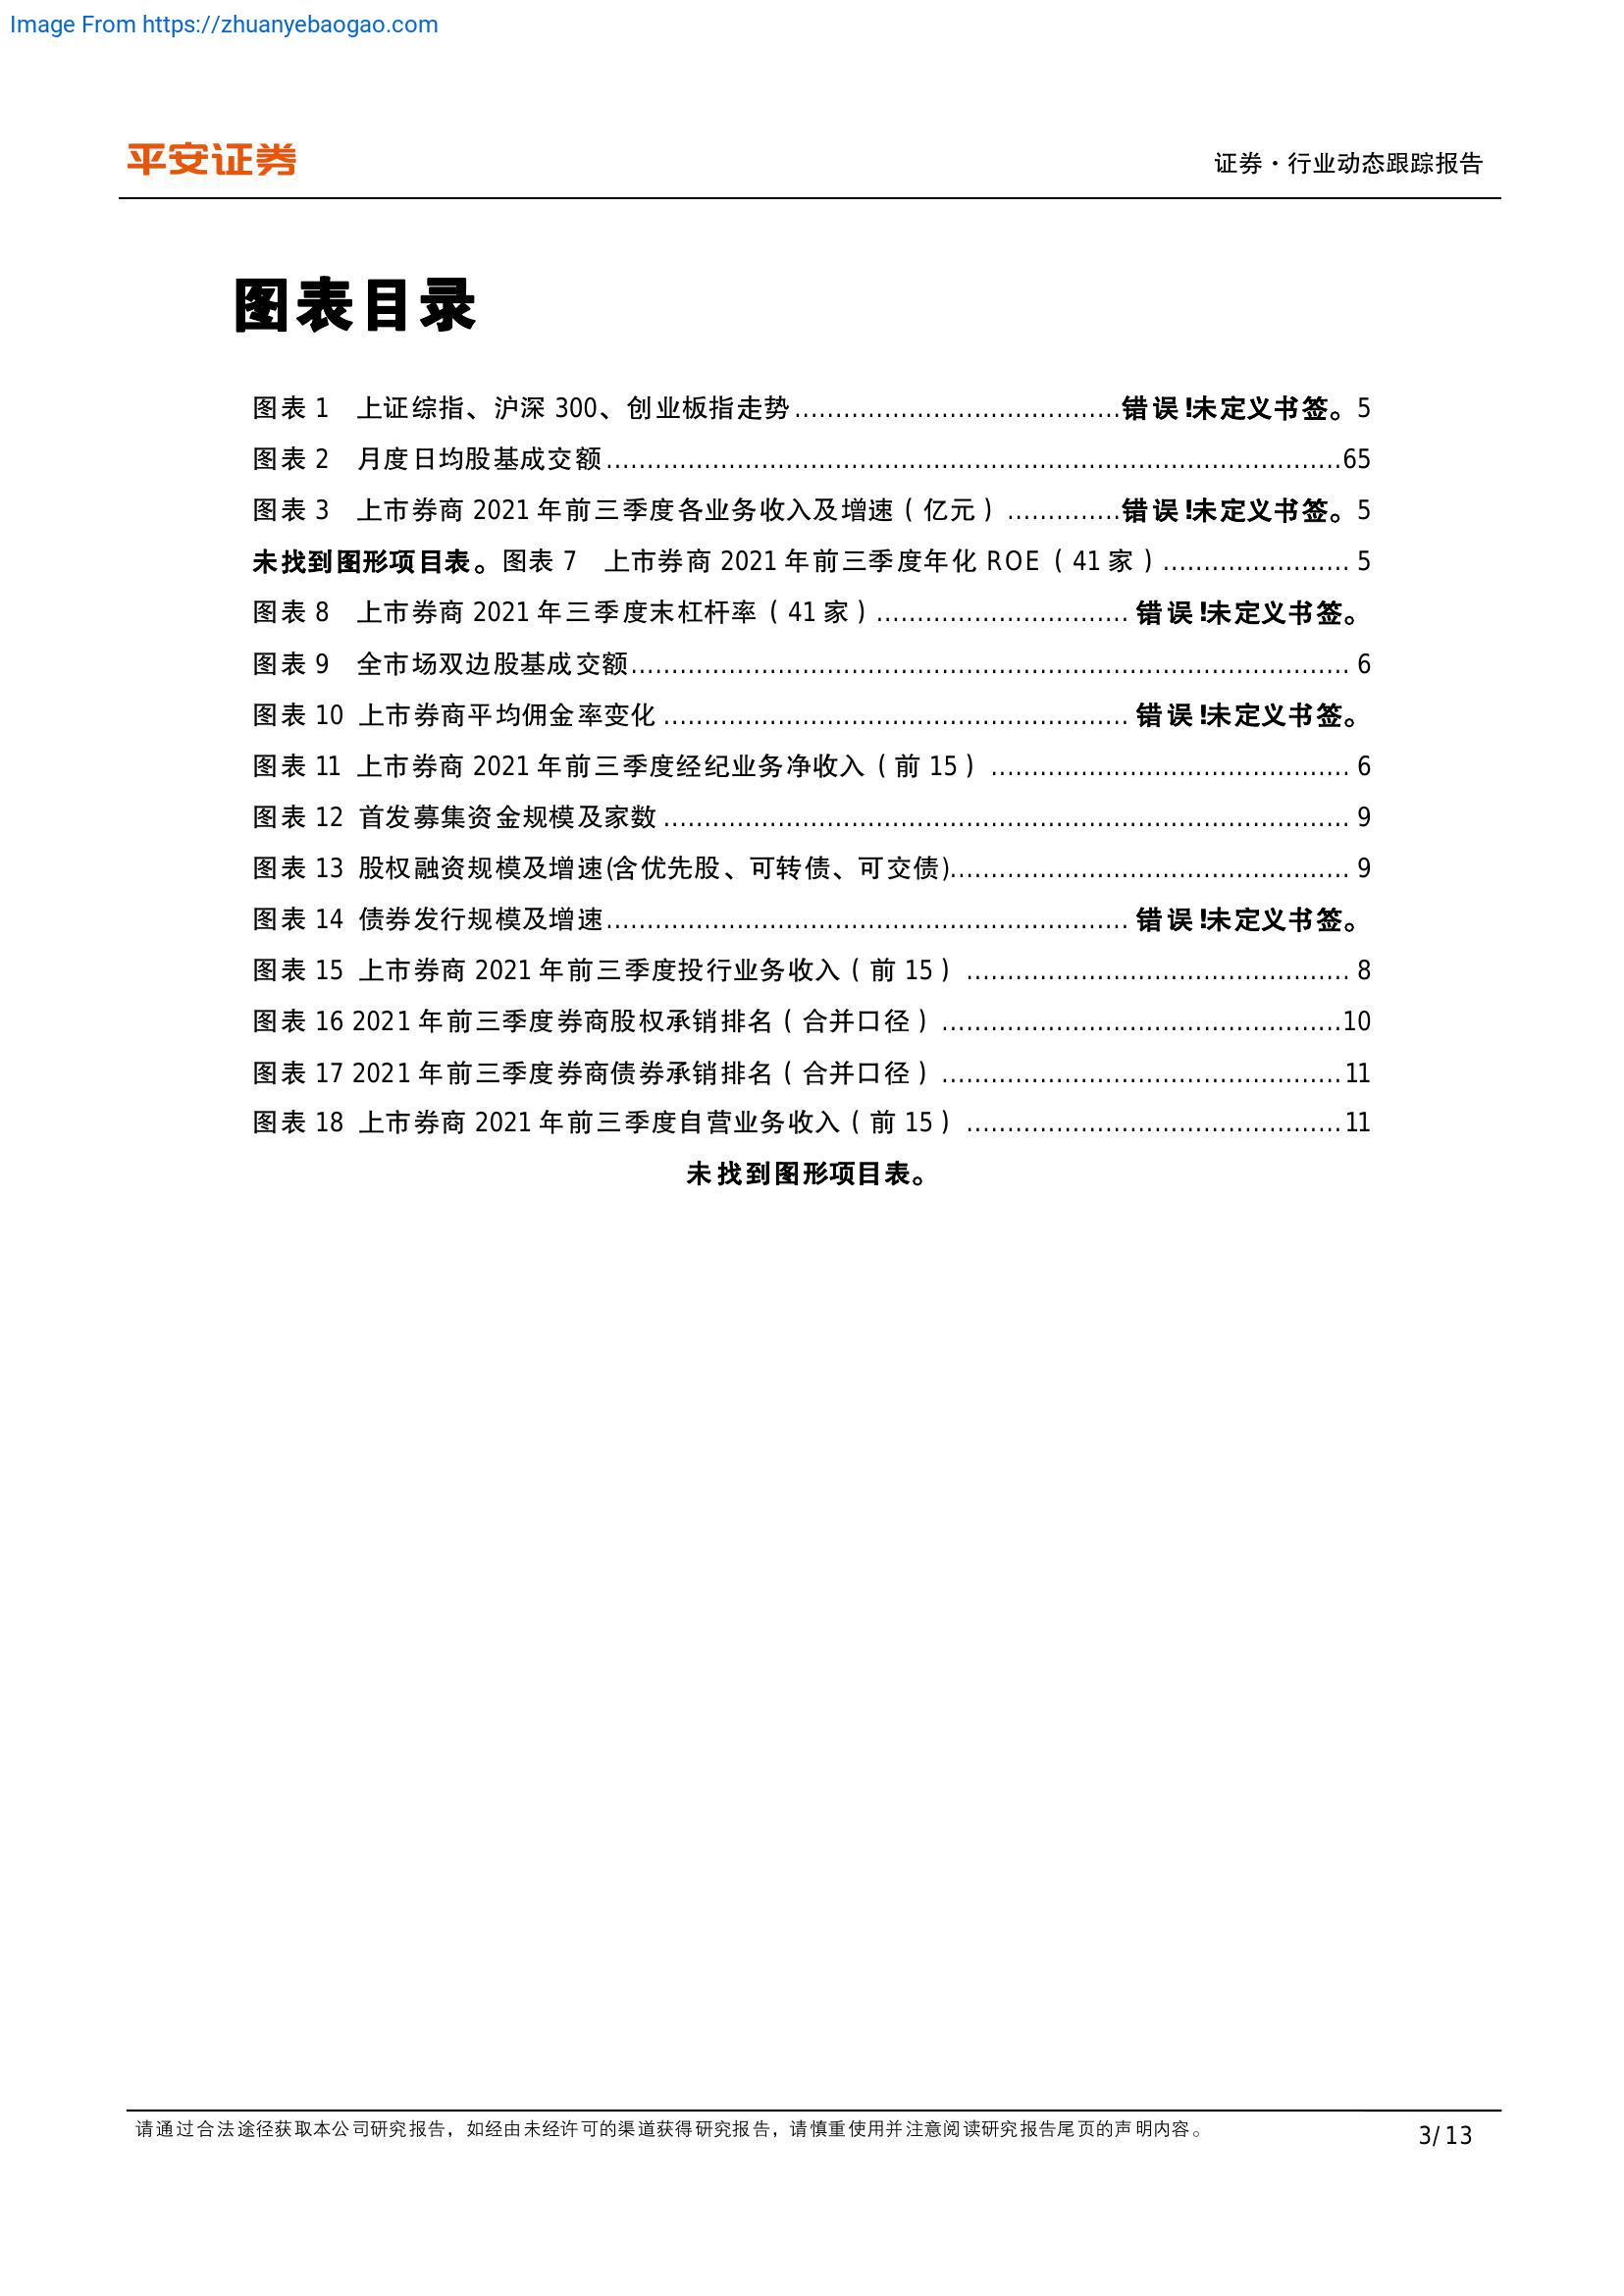 Image From https://zhuanyebaogao.com
平安证券
证券·行业动态跟踪报告
图表目录
图表 1 上证综指、沪深 300、创业板指走势........................................错误!未定义书签。5
图表 2 月度日均股基成交额..........................................................................................65
图表 3 上市券商 2021 年前三季度各业务收入及增速（亿元）..............错误!未定义书签。5
未找到图形项目表。图表 7 上市券商 2021 年前三季度年化 ROE（41 家）....................... 5
图表 8 上市券商 2021 年三季度末杠杆率（41 家）............................... 错误!未定义书签。
图表 9 全市场双边股基成交额........................................................................................ 6
图表 10 上市券商平均佣金率变化......................................................... 错误!未定义书签。
图表 11 上市券商 2021 年前三季度经纪业务净收入（前 15）............................................ 6
图表 12 首发募集资金规模及家数.................................................................................... 9
图表 13 股权融资规模及增速(含优先股、可转债、可交债)................................................. 9
图表 14 债券发行规模及增速................................................................ 错误!未定义书签。
图表 15 上市券商 2021 年前三季度投行业务收入（前 15）............................................... 8
图表 16 2021 年前三季度券商股权承销排名（合并口径）.................................................10
图表 17 2021 年前三季度券商债券承销排名（合并口径）.................................................11
图表 18 上市券商 2021 年前三季度自营业务收入（前 15）..............................................11
未找到图形项目表。
请通过合法途径获取本公司研究报告，如经由未经许可的渠道获得研究报告，请慎重使用并注意阅读研究报告尾页的声明内容。
3/13